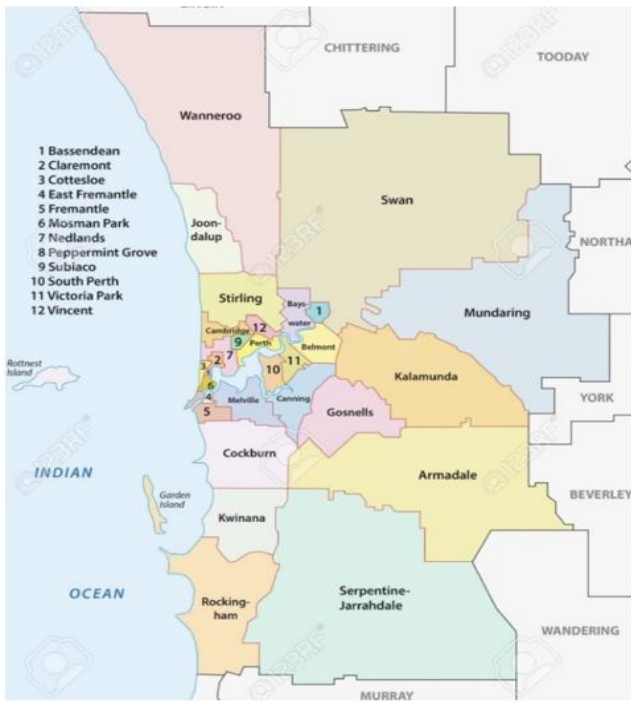 CHITTERING
TOODAY
Wanneroo
1 Bassendean
2 Claremont
3 Cottesloe
4 East Fremantle
5 Fremantle
6 Mosman Park
7 Nedlands
8 Peppermint Grove
9 Subiaco
10 South Perth
11 Victoria Park
12 Vincent
Swan
Joon-
dalup
NORTHA
Stirling
Bays-
water
1
Mundaring
Cambridge
12
9
Perth
Belmont
Rottnest
Island
3
2
7
11
10
Kalamunda
6
YORK
4
Melville
Canning
Gosnells
5
Cockburn
Armadale
INDIAN
Garden
Island
BEVERLEY
Kwinana
OCEAN
Rocking-
ham
Serpentine-
Jarrahdale
WANDERING
MURRAY
123RF